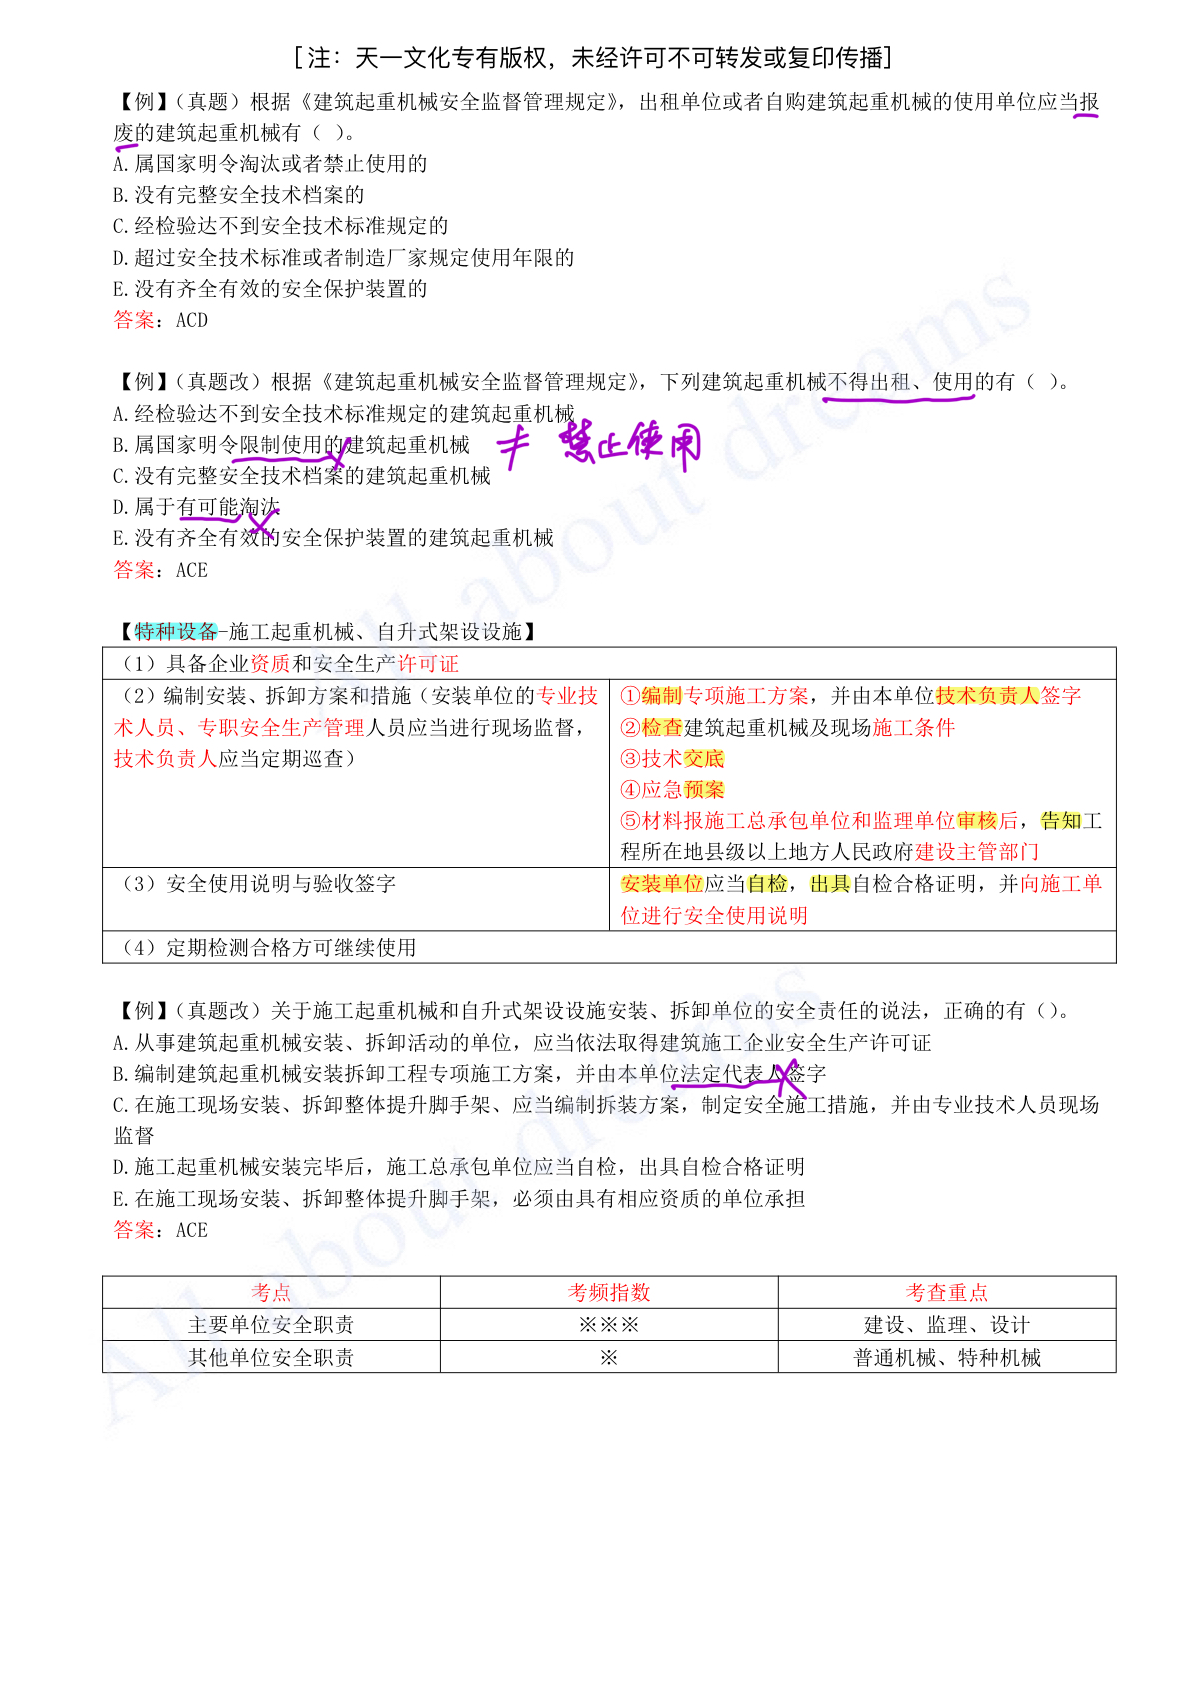 [注：天一文化专有版权，未经许可不可转发或复印传播]
【例】（真题）根据《建筑起重机械安全监督管理规定》，出租单位或者自购建筑起重机械的使用单位应当报
废的建筑起重机械有（ ）。
A.属国家明令淘汰或者禁止使用的
B.没有完整安全技术档案的
C.经检验达不到安全技术标准规定的
D.超过安全技术标准或者制造厂家规定使用年限的
E.没有齐全有效的安全保护装置的
答案：ACD
【例】（真题改）根据《建筑起重机械安全监督管理规定》，下列建筑起重机械不得出租、使用的有（ ）。
A.经检验达不到安全技术标准规定的建筑起重机械
B.属国家明令限制使用的建筑起重机械 ≠ 禁止使用
C.没有完整安全技术档案的建筑起重机械
D.属于有可能淘汰
E.没有齐全有效的安全保护装置的建筑起重机械
答案：ACE
【特种设备-施工起重机械、自升式架设设施】
（1）具备企业资质和安全生产许可证
（2）编制安装、拆卸方案和措施（安装单位的专业技
术人员、专职安全生产管理人员应当进行现场监督，
技术负责人应当定期巡查）
①编制专项施工方案，并由本单位技术负责人签字
②检查建筑起重机械及现场施工条件
③技术交底
④应急预案
⑤材料报施工总承包单位和监理单位审核后，告知工
程所在地县级以上地方人民政府建设主管部门
（3）安全使用说明与验收签字
安装单位应当自检，出具自检合格证明，并向施工单
位进行安全使用说明
（4）定期检测合格方可继续使用
【例】（真题改）关于施工起重机械和自升式架设设施安装、拆卸单位的安全责任的说法，正确的有（）。
A.从事建筑起重机械安装、拆卸活动的单位，应当依法取得建筑施工企业安全生产许可证
B.编制建筑起重机械安装拆卸工程专项施工方案，并由本单位法定代表人签字
C.在施工现场安装、拆卸整体提升脚手架、应当编制拆装方案，制定安全施工措施，并由专业技术人员现场
监督
D.施工起重机械安装完毕后，施工总承包单位应当自检，出具自检合格证明
E.在施工现场安装、拆卸整体提升脚手架，必须由具有相应资质的单位承担
答案：ACE
考点 考频指数 考查重点
主要单位安全职责 ※※※ 建设、监理、设计
其他单位安全职责 ※ 普通机械、特种机械
All about dreams
All about dreams